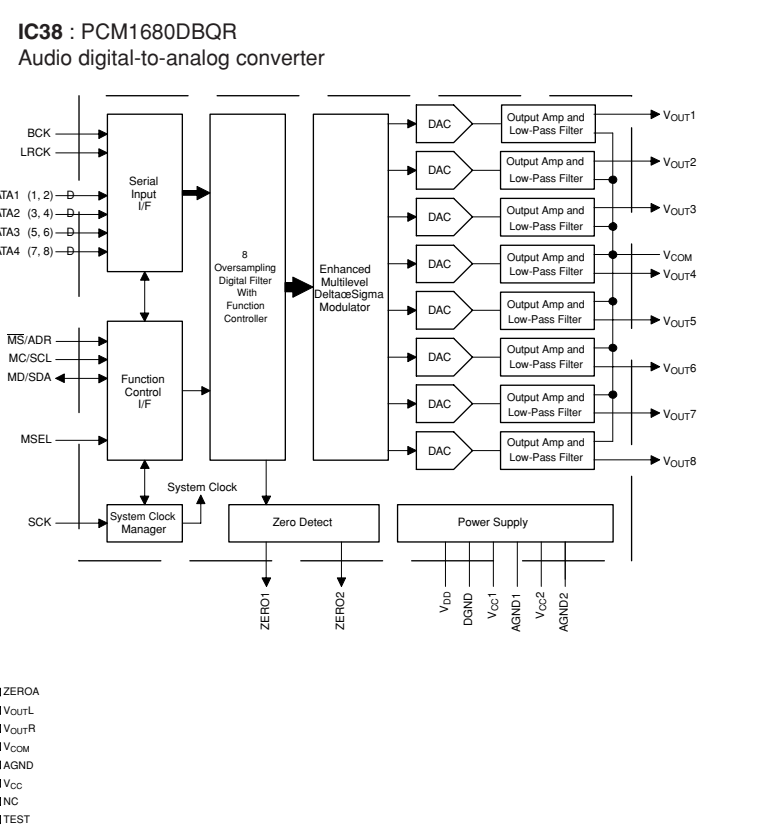 IC38 : PCM1680DBQR
Audio digital-to-analog converter
BCK
LRCK
ATA1 (1, 2) D
ATA2 (3, 4) D
ATA3 (5, 6) D
ATA4 (7, 8) D
Serial
Input
I/F
MS/ADR
MC/SCL
MD/SDA
MSEL
Function
Control
I/F
SCK
System Clock
Manager
System Clock
8
Oversampling
Digital Filter
With
Function
Controller
Enhanced
Multilevel
DeltaœSigma
Modulator
DAC
Output Amp and
Low-Pass Filter
VOUT1
DAC
Output Amp and
Low-Pass Filter
VOUT2
DAC
Output Amp and
Low-Pass Filter
VOUT3
DAC
Output Amp and
Low-Pass Filter
VCOM
VOUT4
DAC
Output Amp and
Low-Pass Filter
VOUT5
DAC
Output Amp and
Low-Pass Filter
VOUT6
DAC
Output Amp and
Low-Pass Filter
VOUT7
DAC
Output Amp and
Low-Pass Filter
VOUT8
Zero Detect
Power Supply
ZERO1
ZERO2
VDD
DGND
VCC1
AGND1
VCC2
AGND2
ZEROA
VOUTL
VOUTR
VCOM
AGND
VCC
NC
TEST